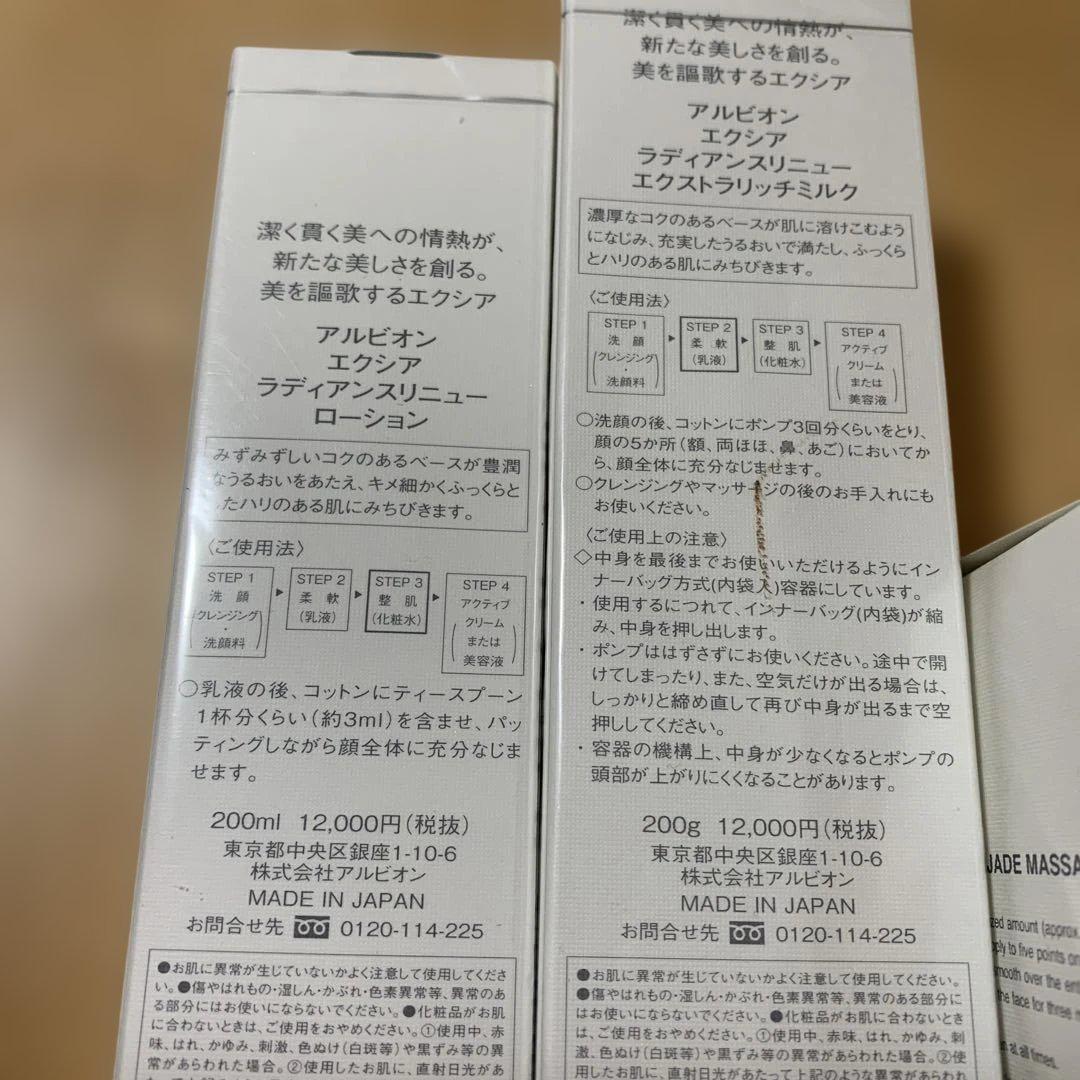 潔く貫く美への情熱が、
新たな美しさを創る。
美を謳歌するエクシア
アルビオン
エクシア
ラディアンスリニュー
ローション
みずみずしいコクのあるベースが豊潤
なうるおいをあたえ、キメ細かくふっくらと
したハリのある肌にみちびきます。
〈ご使用法〉
STEP 1
洗 顔
(クレンジング・洗顔料)
STEP 2
柔 軟
(乳液)
STEP 3
整 肌
(化粧水)
STEP 4
アクティブ
クリーム
または
美容液
○乳液の後、コットンにティースプーン
1杯分くらい(約3ml)を含ませ、パッ
ティングしながら顔全体に充分なじま
せます。
200ml 12,000円(税抜)
東京都中央区銀座1-10-6
株式会社アルビオン
MADE IN JAPAN
お問合せ先 0120-114-225
●お肌に異常が生じていないかよく注意して使用してくださ
い。●傷やはれもの・湿しん・かぶれ・色素異常等、異常のあ
る部分にはお使いにならないでください。●化粧品がお肌
に合わないときは、ご使用をおやめください。①使用中、赤
味、はれ、かゆみ、刺激、色ぬけ(白斑等)や黒ずみ等の異
常があらわれた場合。②使用したお肌に、直射日光があ
潔く貫く美への情熱が、
新たな美しさを創る。
美を謳歌するエクシア
アルビオン
エクシア
ラディアンスリニュー
エクストラリッチミルク
濃厚なコクのあるベースが肌に溶けこむよう
になじみ、充実したうるおいで満たし、ふっくら
とハリのある肌にみちびきます。
〈ご使用法〉
STEP 1
洗 顔
(クレンジング・洗顔料)
STEP 2
柔 軟
(乳液)
STEP 3
整 肌
(化粧水)
STEP 4
アクティブ
クリーム
または
美容液
○洗顔の後、コットンにポンプ3回分くらいをとり、
顔の5か所(額、両ほほ、鼻、あご)においてか
ら、顔全体に充分なじませます。
○クレンジングやマッサージの後のお手入れにも
お使いください。
〈ご使用上の注意〉
◇中身を最後までお使いいただけるようにイン
ナーバッグ方式(内袋入)容器にしています。
・使用するにつれて、インナーバッグ(内袋)が縮
み、中身を押し出します。
・ポンプははずさずにお使いください。途中で開
けてしまったり、また、空気だけが出る場合は、
しっかりと締め直して再び中身が出るまで空
押ししてください。
・容器の機構上、中身が少なくなるとポンプの
頭部が上がりにくくなることがあります。
200g 12,000円(税抜)
東京都中央区銀座1-10-6
株式会社アルビオン
MADE IN JAPAN
お問合せ先 0120-114-225
●お肌に異常が生じていないかよく注意して使用してください。
●傷やはれもの・湿しん・かぶれ・色素異常等、異常のある部分に
はお使いにならないでください。●化粧品がお肌に合わないとき
は、ご使用をおやめください。①使用中、赤味、はれ、かゆみ、刺
激、色ぬけ(白斑等)や黒ずみ等の異常があらわれた場合。②使
用したお肌に、直射日光があたって上記のような異常があらわれ
JADE MASSA
zed amount (approx.
ply to five points on
smooth over the ent
the face for three m
n at all times.